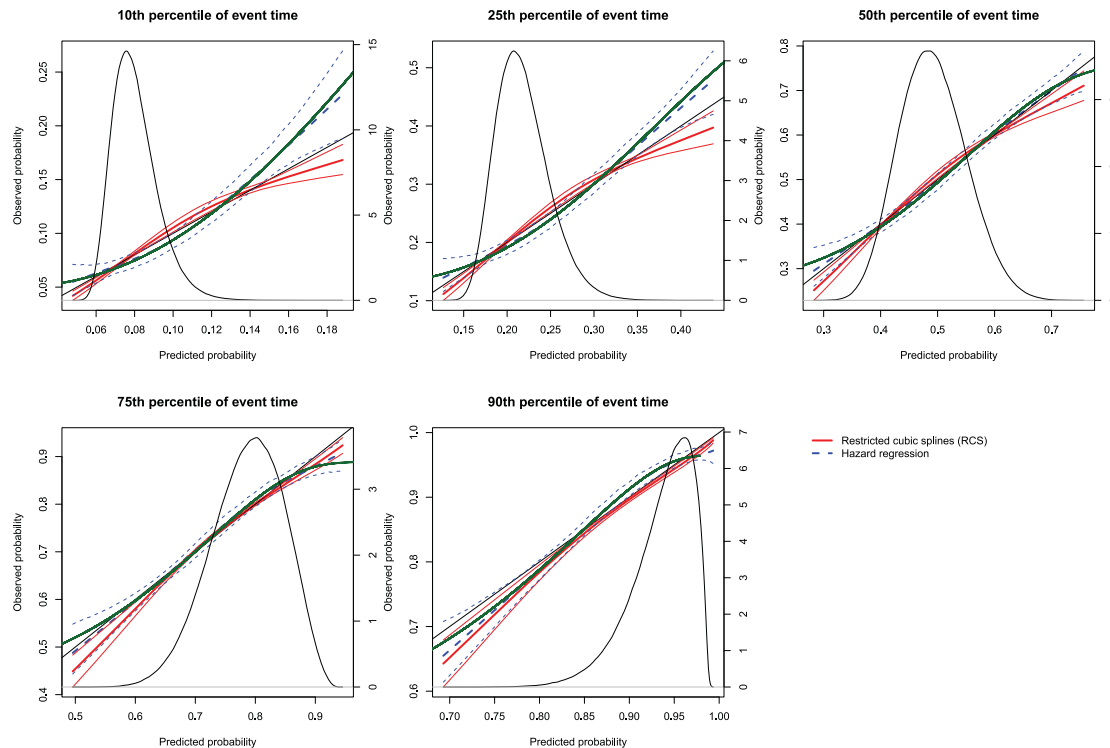 10th percentile of event time
25th percentile of event time
50th percentile of event time
Observed probability
0.05 0.10 0.15 0.20 0.25
0 5 10 15
0.06 0.08 0.10 0.12 0.14 0.16 0.18
Predicted probability
Observed probability
0.1 0.2 0.3 0.4 0.5
0 1 2 3 4 5 6
0.15 0.20 0.25 0.30 0.35 0.40
Predicted probability
Observed probability
0.3 0.4 0.5 0.6 0.7 0.8
0.3 0.4 0.5 0.6 0.7
Predicted probability
75th percentile of event time
90th percentile of event time
Observed probability
0.4 0.5 0.6 0.7 0.8 0.9
0 1 2 3
0.5 0.6 0.7 0.8 0.9
Predicted probability
Observed probability
0.6 0.7 0.8 0.9 1.0
0 1 2 3 4 5 6 7
0.70 0.75 0.80 0.85 0.90 0.95 1.00
Predicted probability
Restricted cubic splines (RCS)
Hazard regression